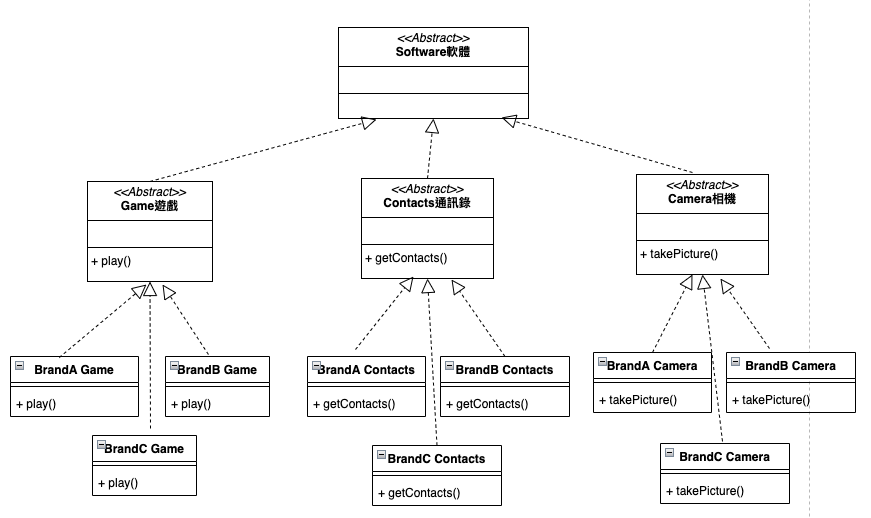 <<Abstract>>
Software軟體
<<Abstract>>
Game遊戲
+ play()
<<Abstract>>
Contacts通訊錄
+ getContacts()
<<Abstract>>
Camera相機
+ takePicture()
BrandA Game
+ play()
BrandB Game
+ play()
BrandC Game
+ play()
BrandA Contacts
+ getContacts()
BrandB Contacts
+ getContacts()
BrandC Contacts
+ getContacts()
BrandA Camera
+ takePicture()
BrandB Camera
+ takePicture()
BrandC Camera
+ takePicture()